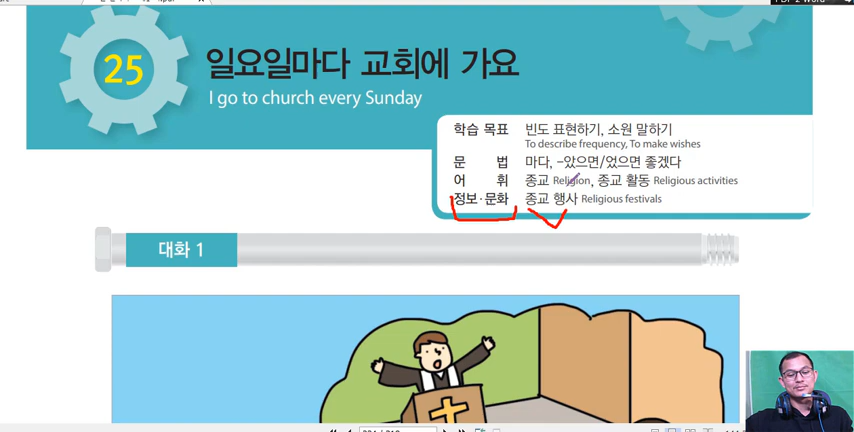 25
일요일마다 교회에 가요
I go to church every Sunday
학습 목표 빈도 표현하기, 소원 말하기
To describe frequency, To make wishes
문 법 마다, -았으면/었으면 좋겠다
어 휘 종교 Religion, 종교 활동 Religious activities
정보·문화 종교 행사 Religious festivals
대화 1